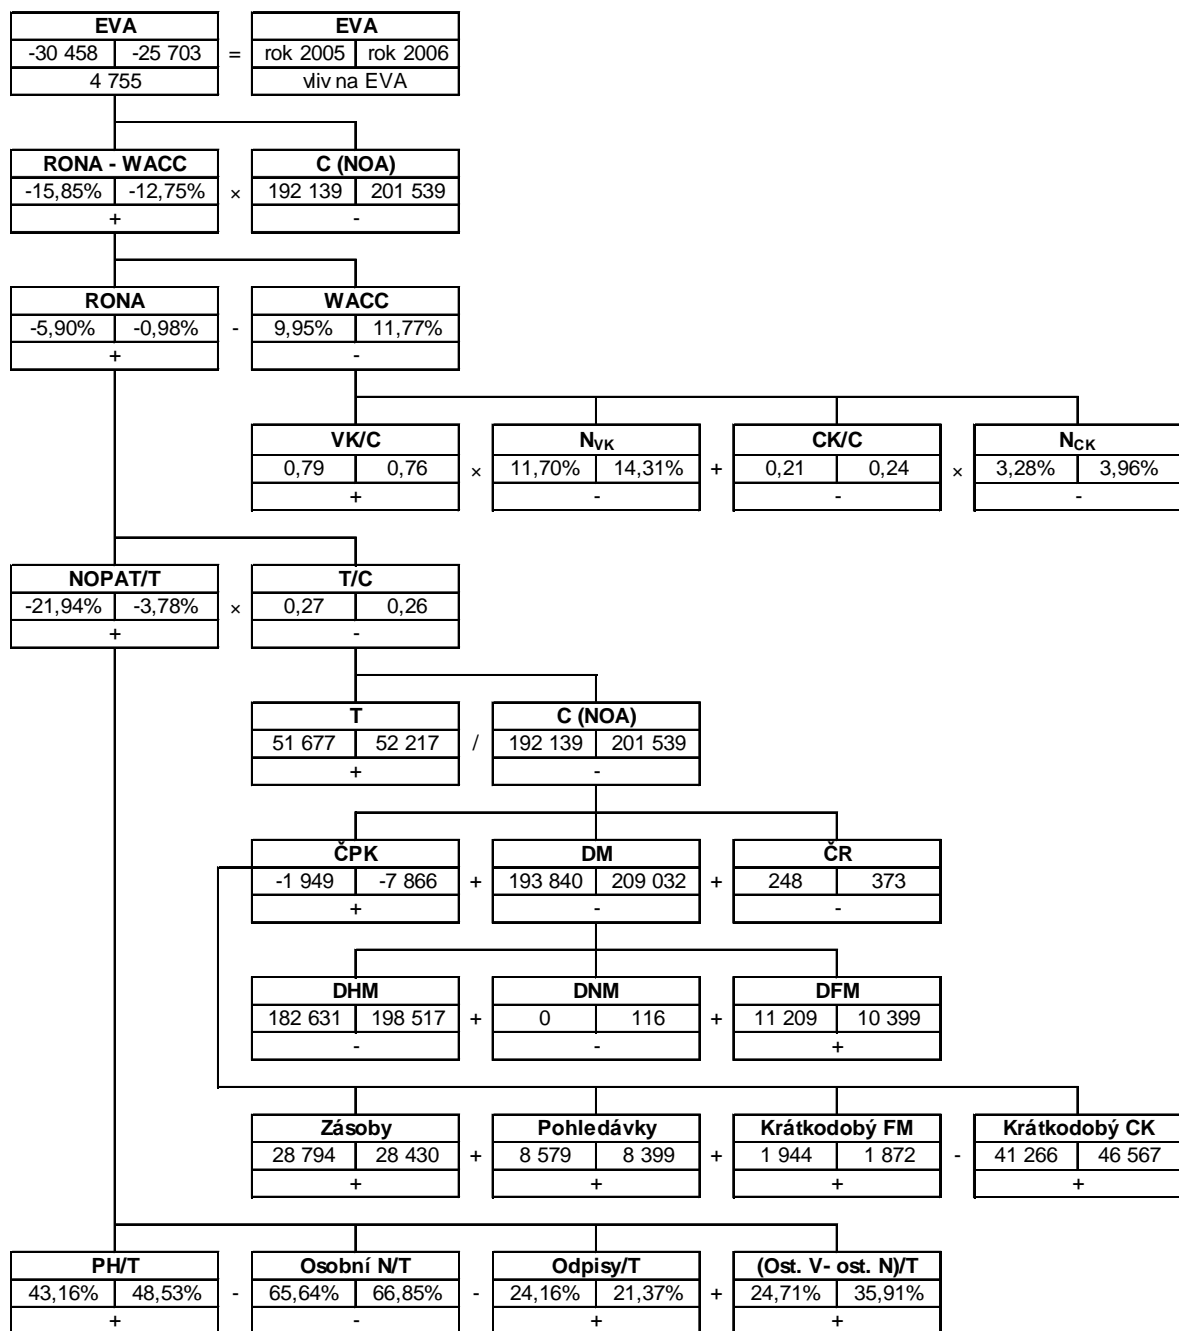 EVA EVA
-30 458 -25 703 = rok 2005 rok 2006
4 755 vliv na EVA
RONA - WACC C (NOA)
-15,85% -12,75% × 192 139 201 539
+ -
RONA WACC
-5,90% -0,98% - 9,95% 11,77%
+ -
VK/C NVK CK/C NCK
0,79 0,76 × 11,70% 14,31% + 0,21 0,24 × 3,28% 3,96%
+ - - -
NOPAT/T T/C
-21,94% -3,78% × 0,27 0,26
+ -
T C (NOA)
51 677 52 217 / 192 139 201 539
+ -
ČPK DM ČR
-1 949 -7 866 + 193 840 209 032 + 248 373
+ - -
DHM DNM DFM
182 631 198 517 + 0 116 + 11 209 10 399
- - +
Zásoby Pohledávky Krátkodobý FM Krátkodobý CK
28 794 28 430 + 8 579 8 399 + 1 944 1 872 - 41 266 46 567
+ + + +
PH/T Osobní N/T Odpisy/T (Ost. V- ost. N)/T
43,16% 48,53% - 65,64% 66,85% - 24,16% 21,37% + 24,71% 35,91%
+ - + +